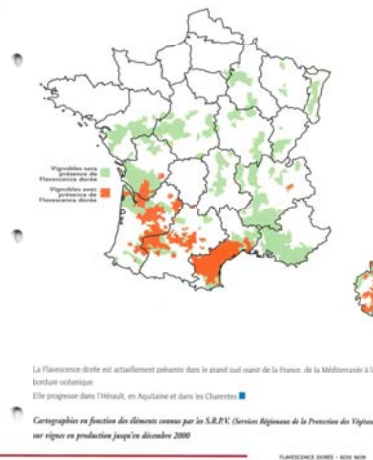 Vignobles sans
présence de
Flavescence dorée
Vignobles avec
présence de
Flavescence dorée
La Flavescence dorée est actuellement présente dans le grand sud ouest de la France, de la Méditerranée à la
bordure océanique.
Elle progresse dans l'Hérault, en Aquitaine et dans les Charentes
Cartographies en fonction des éléments connus par les S.R.P.V. (Services Régionaux de la Protection des Végétaux
sur vignes en production jusqu'en décembre 2000
FLAVESCENCE DORÉE - BOIS NOIR